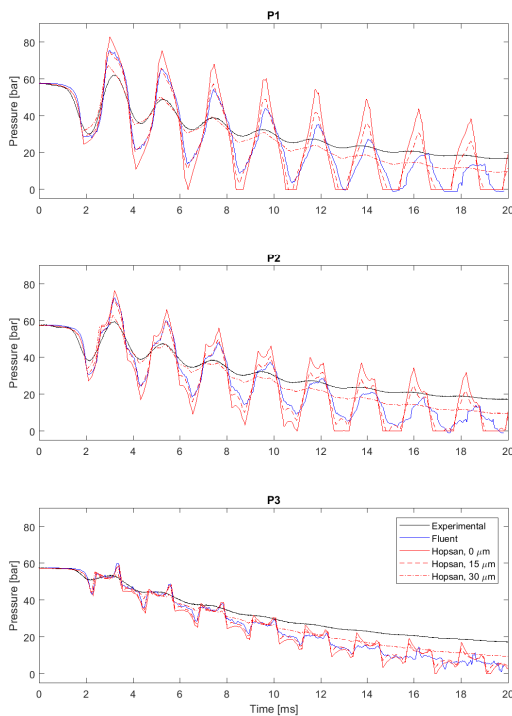 P1
80
60
40
20
0
Pressure [bar]
0 2 4 6 8 10 12 14 16 18 20
P2
80
60
40
20
0
Pressure [bar]
0 2 4 6 8 10 12 14 16 18 20
P3
80
60
40
20
0
Pressure [bar]
Experimental
Fluent
Hopsan, 0 μm
Hopsan, 15 μm
Hopsan, 30 μm
0 2 4 6 8 10 12 14 16 18 20
Time [ms]